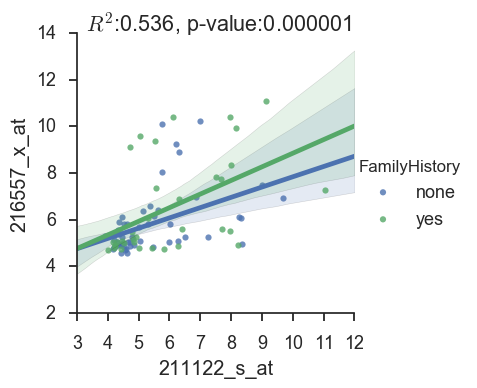 R²:0.536, p-value:0.000001
14
12
10
8
6
4
2
216557_x_at
3 4 5 6 7 8 9 10 11 12
211122_s_at
FamilyHistory
none
yes